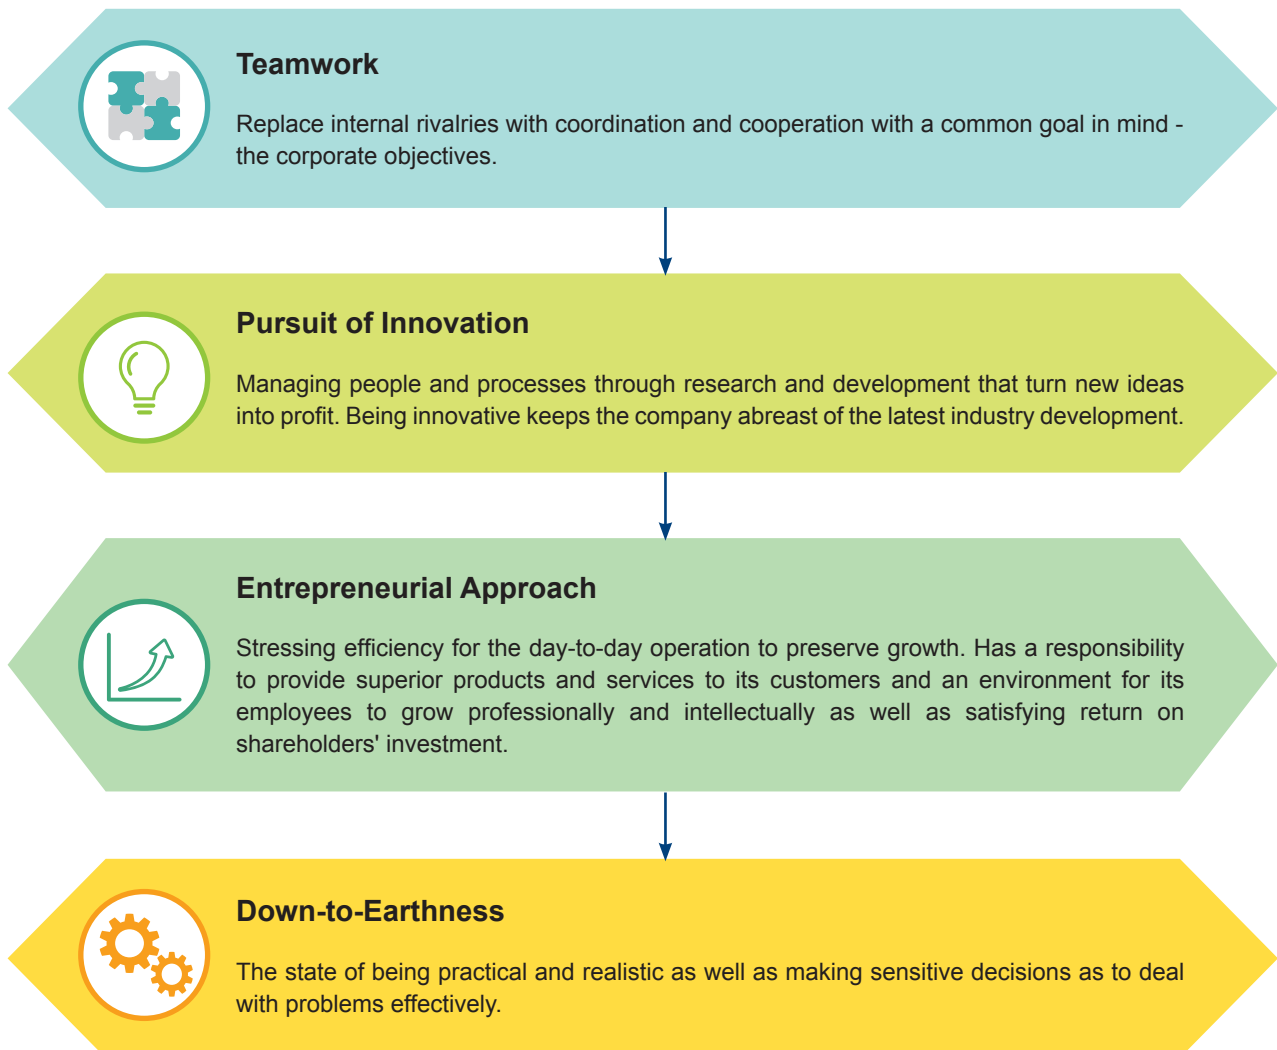 Teamwork
Replace internal rivalries with coordination and cooperation with a common goal in mind -
the corporate objectives.
Pursuit of Innovation
Managing people and processes through research and development that turn new ideas
into profit. Being innovative keeps the company abreast of the latest industry development.
Entrepreneurial Approach
Stressing efficiency for the day-to-day operation to preserve growth. Has a responsibility
to provide superior products and services to its customers and an environment for its
employees to grow professionally and intellectually as well as satisfying return on
shareholders' investment.
Down-to-Earthness
The state of being practical and realistic as well as making sensitive decisions as to deal
with problems effectively.